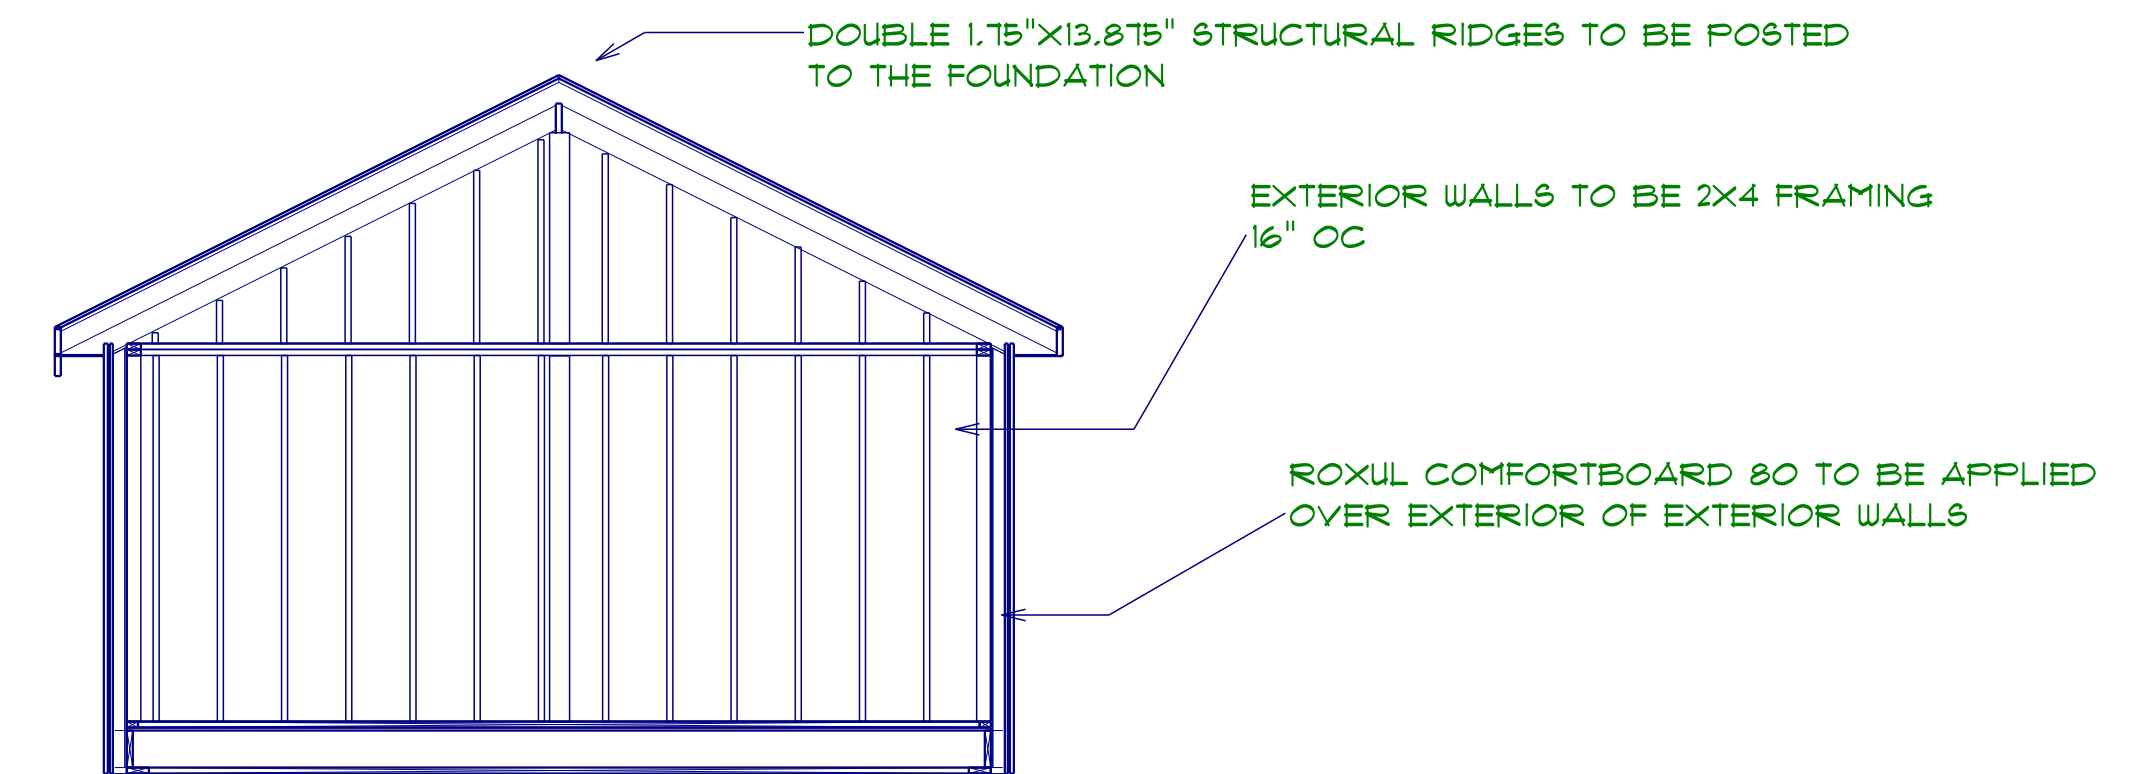 DOUBLE 1.75"X13.875" STRUCTURAL RIDGES TO BE POSTED
TO THE FOUNDATION
EXTERIOR WALLS TO BE 2X4 FRAMING
16" OC
ROXUL COMFORTBOARD 80 TO BE APPLIED
OVER EXTERIOR OF EXTERIOR WALLS